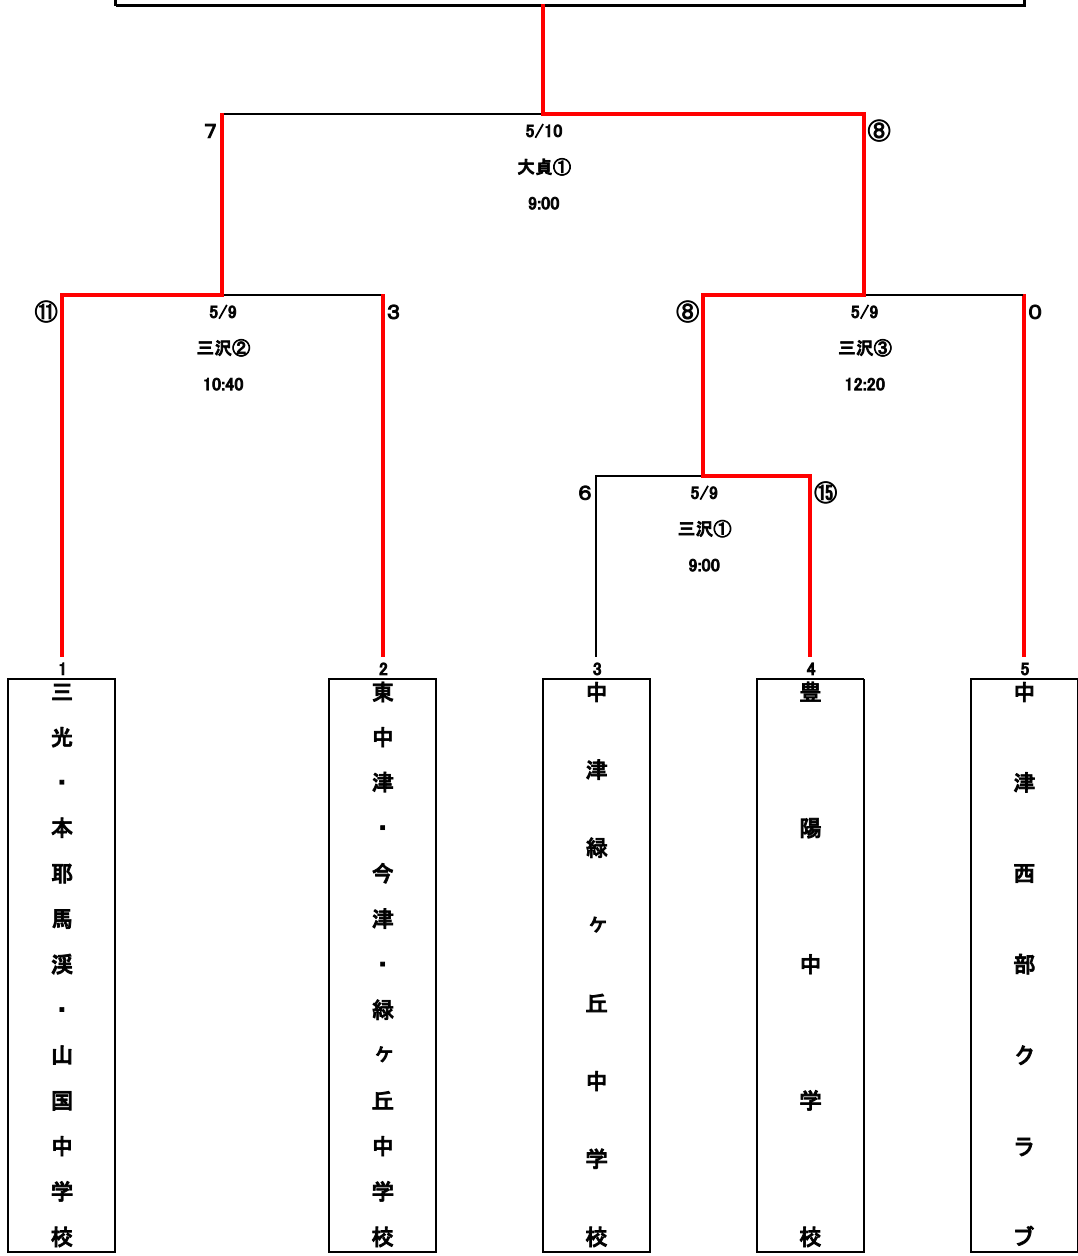 7
5/10
⑧
大貞①
9:00
⑪
5/9
3
⑧
5/9
0
三沢②
三沢③
10:40
12:20
6
5/9
⑮
三沢①
9:00
1
2
3
4
5
三光・本耶馬渓・山国中学校
東中津・今津・緑ケ丘中学校
中津緑ヶ丘中学校
豊陽中学校
中津西部クラブ